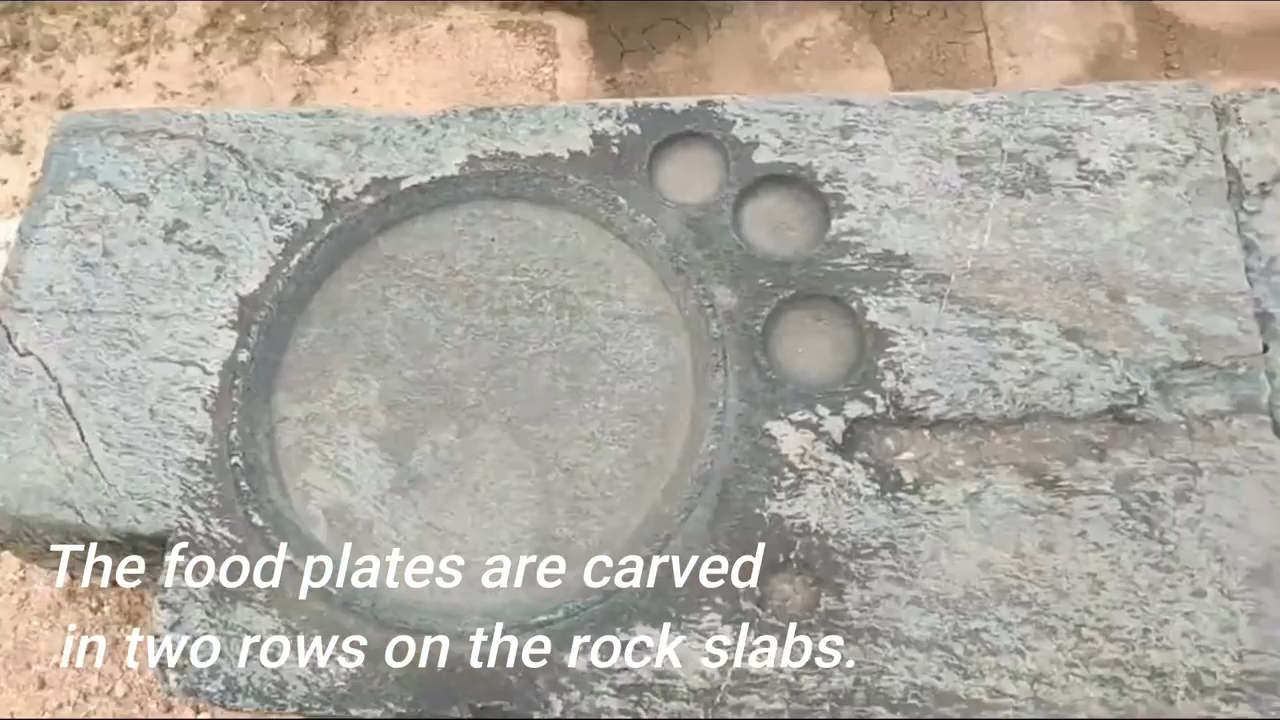 The food plates are carved
in two rows on the rock slabs.